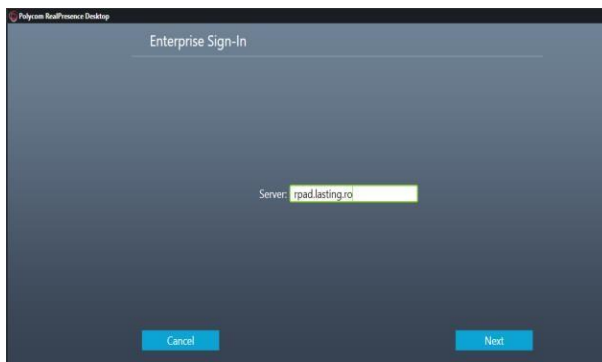 Polycom RealPresence Desktop
Enterprise Sign-In
Server: rpad.lasting.ro
Cancel Next